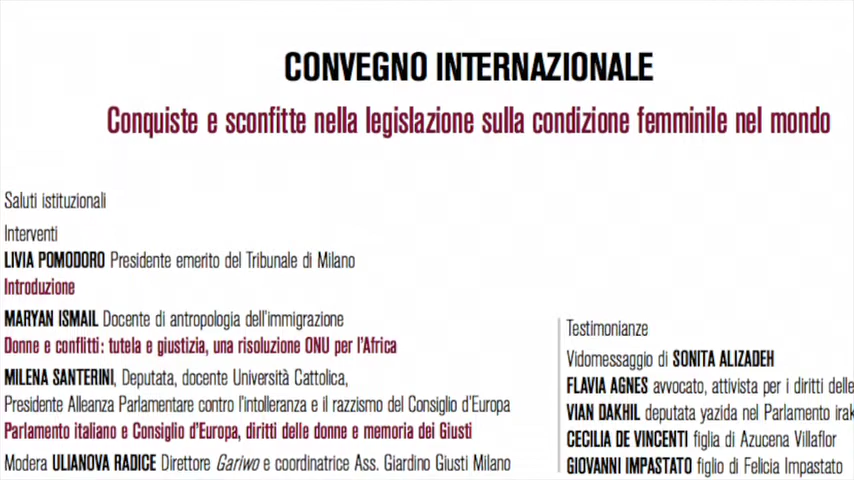 CONVEGNO INTERNAZIONALE
Conquiste e sconfitte nella legislazione sulla condizione femminile nel mondo
Saluti istituzionali
Interventi
LIVIA POMODORO Presidente emerito del Tribunale di Milano
Introduzione
MARYAN ISMAIL Docente di antropologia dell'immigrazione
Donne e conflitti: tutela e giustizia, una risoluzione ONU per l'Africa
MILENA SANTERINI, Deputata, docente Università Cattolica,
Presidente Alleanza Parlamentare contro l'intolleranza e il razzismo del Consiglio d'Europa
Parlamento italiano e Consiglio d'Europa, diritti delle donne e memoria dei Giusti
Modera ULIANOVA RADICE Direttore Gariwo e coordinatrice Ass. Giardino Giusti Milano
Testimonianze
Vidomessaggio di SONITA ALIZADEH
FLAVIA AGNES avvocato, attivista per i diritti delle
VIAN DAKHIL deputata yazida nel Parlamento irak
CECILIA DE VINCENTI figlia di Azucena Villaflor
GIOVANNI IMPASTATO figlio di Felicia Impastato